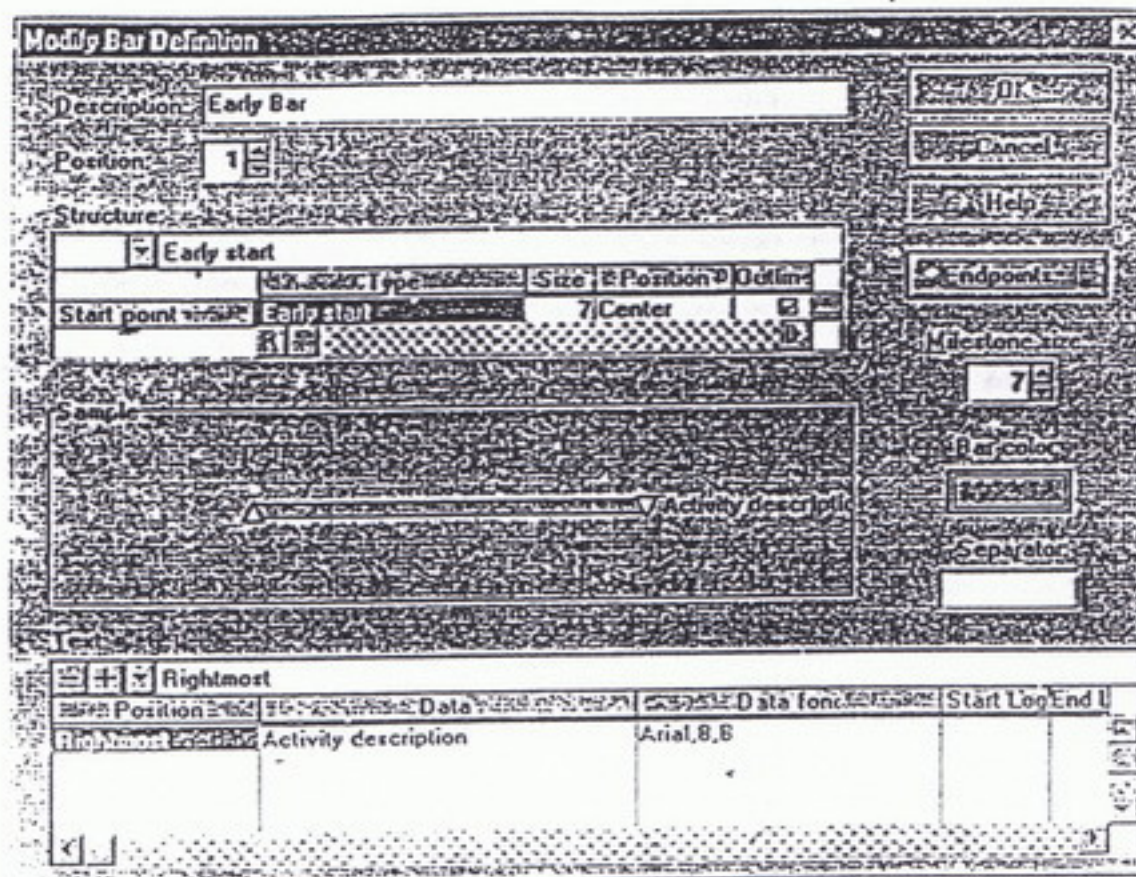 Modify Bar Definition
Description: Early Bar
OK
Position: 1
Cancel
Structure:
Help
Early start
Type Size Position Outline
Endpoints
Start point Early start 7 Center
Milestone size
7
Sample
Bar color
Activity descriptio
Separator
Rightmost
Position Data Data font Start Log End L
Rightmost Activity description Arial,8,B